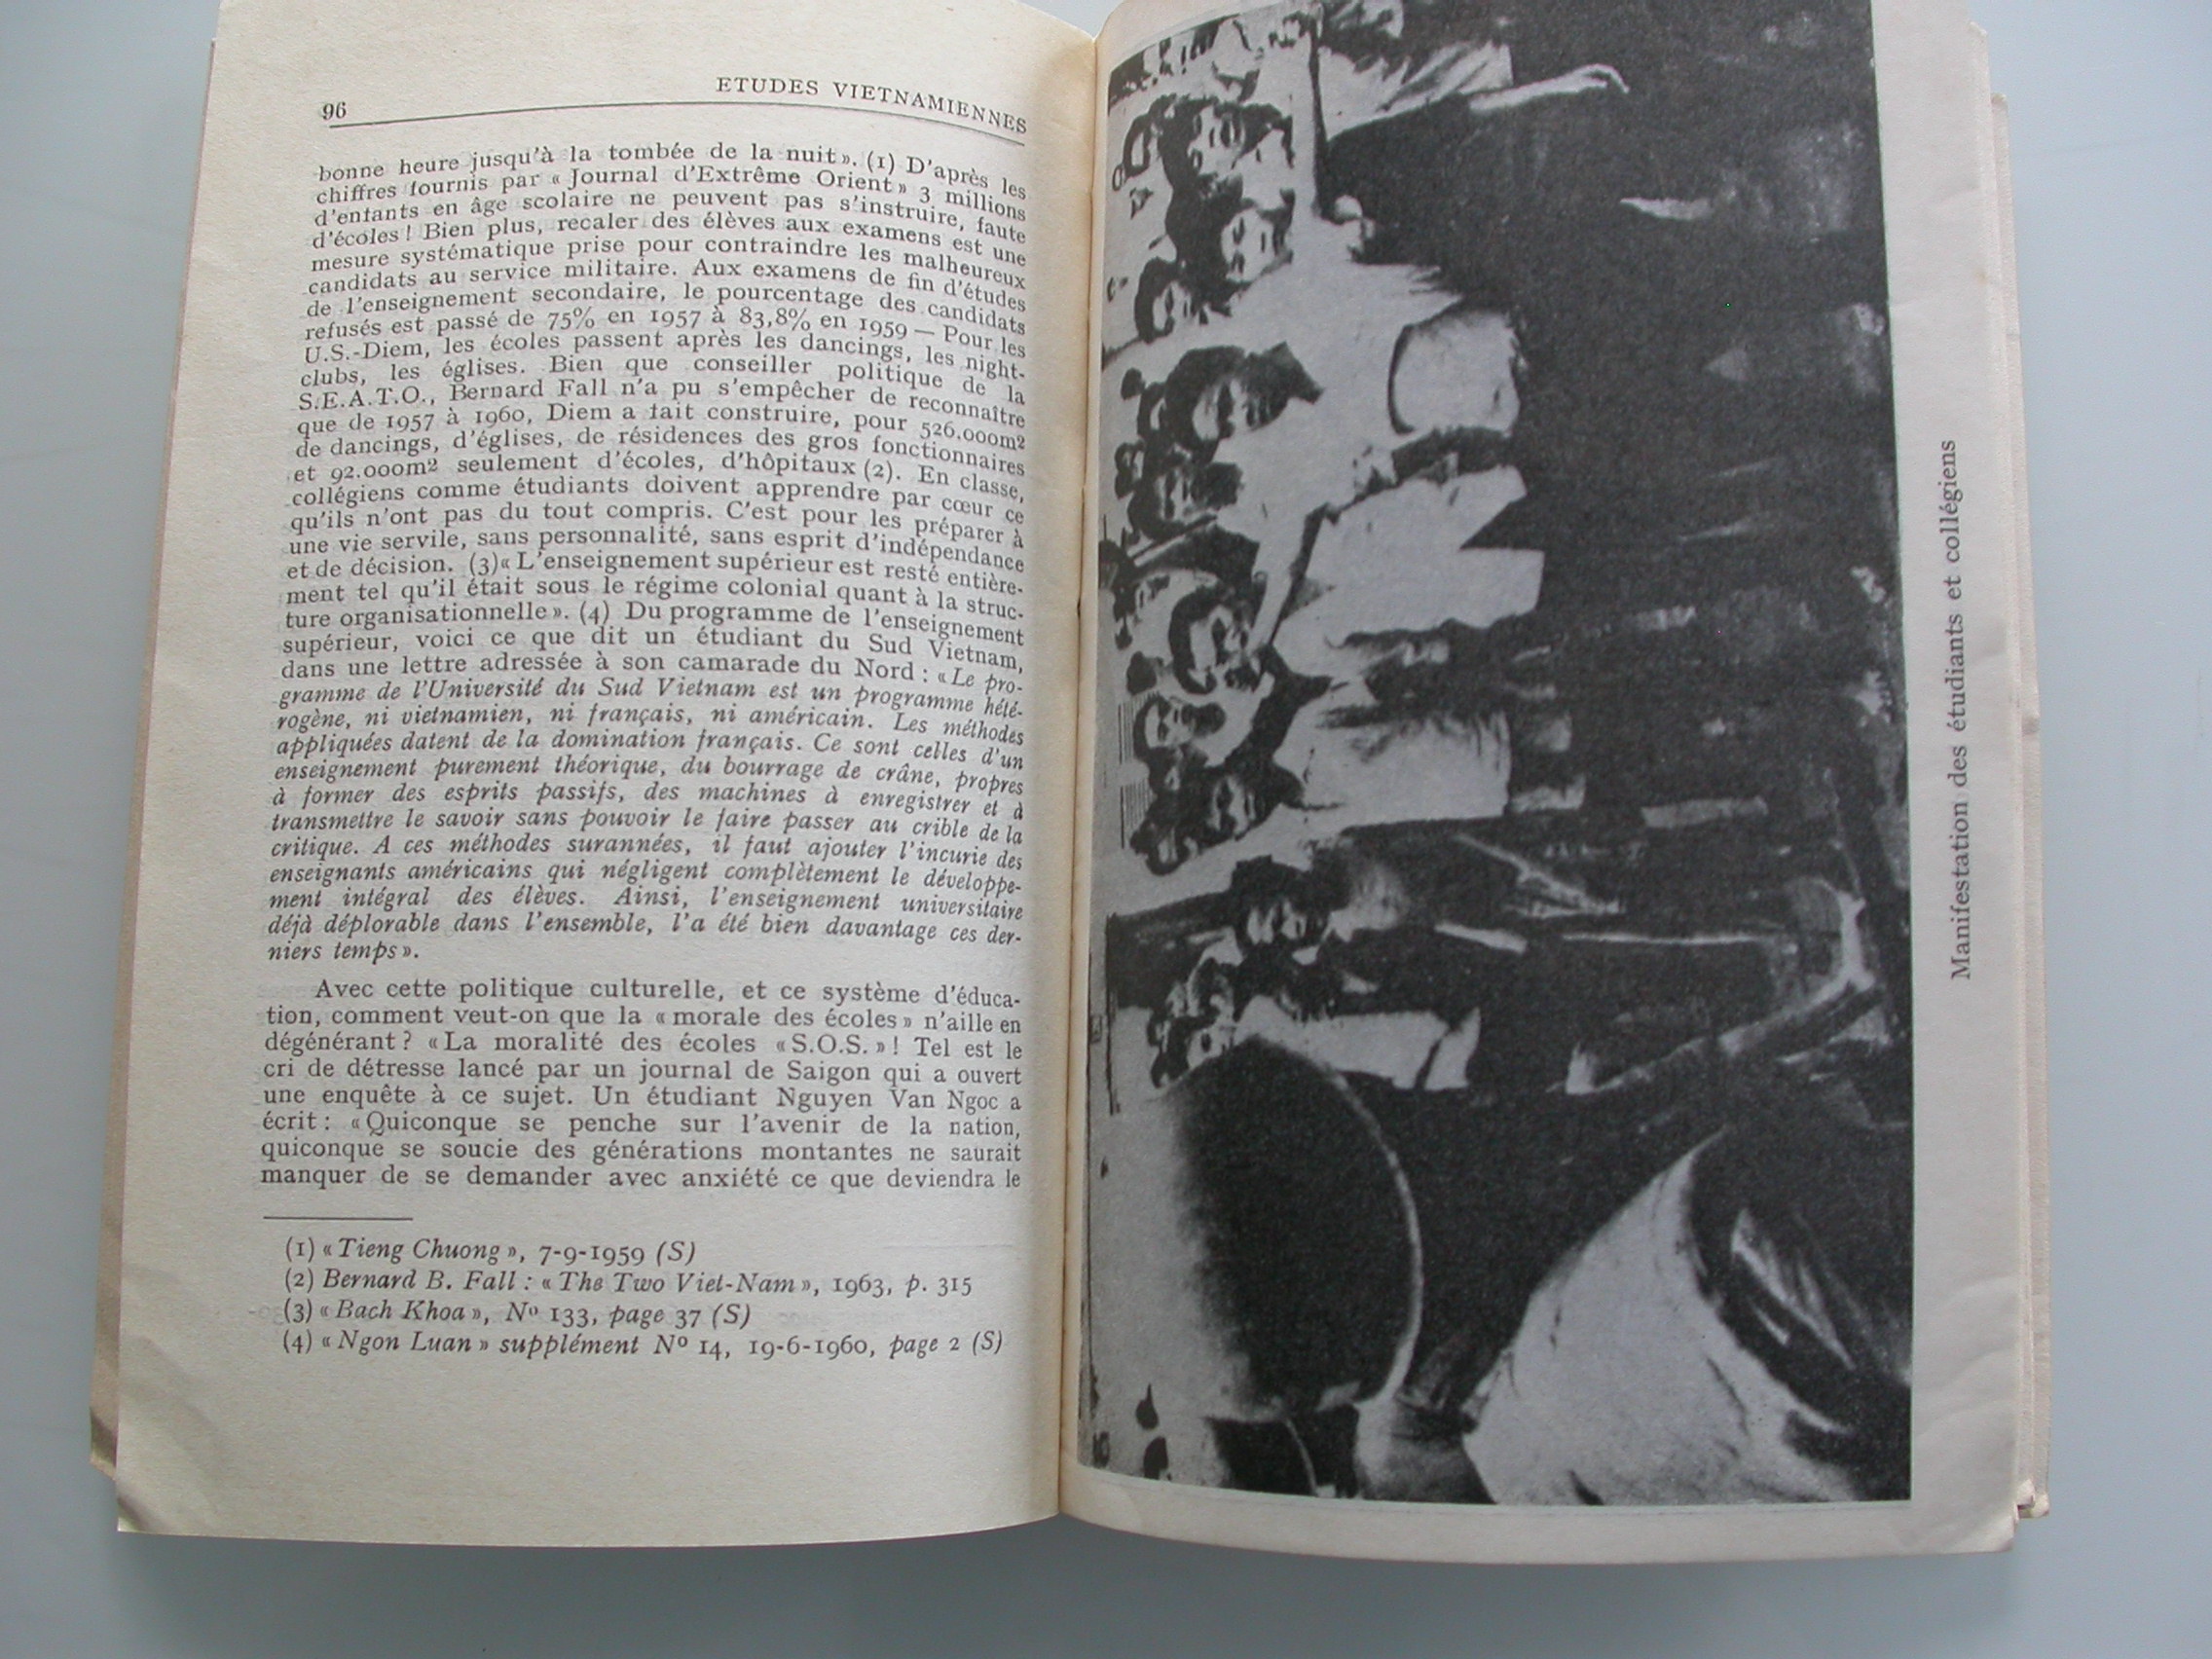 96
ETUDES VIETNAMIENNES
bonne heure jusqu'à la tombée de la nuit». (1) D'après les
chiffres fournis par « Journal d'Extrême Orient» 3 millions
d'enfants en âge scolaire ne peuvent pas s'instruire, faute
d'écoles! Bien plus, recaler des élèves aux examens est une
mesure systématique prise pour contraindre les malheureux
candidats au service militaire. Aux examens de fin d'études
de l'enseignement secondaire, le pourcentage des candidats
refusés est passé de 75% en 1957 à 83,8% en 1959 — Pour les
U.S.-Diem, les écoles passent après les dancings, les night-
clubs, les églises. Bien que conseiller politique de la
S.E.A.T.O., Bernard Fall n'a pu s'empêcher de reconnaître
que de 1957 à 1960, Diem a fait construire, pour 526.000m2
de dancings, d'églises, de résidences des gros fonctionnaires
et 92.000m2 seulement d'écoles, d'hôpitaux (2). En classe,
collégiens comme étudiants doivent apprendre par cœur ce
qu'ils n'ont pas du tout compris. C'est pour les préparer à
une vie servile, sans personnalité, sans esprit d'indépendance
et de décision. (3)« L'enseignement supérieur est resté entière-
ment tel qu'il était sous le régime colonial quant à la struc-
ture organisationnelle». (4) Du programme de l'enseignement
supérieur, voici ce que dit un étudiant du Sud Vietnam,
dans une lettre adressée à son camarade du Nord : «Le pro-
gramme de l'Université du Sud Vietnam est un programme hété-
rogène, ni vietnamien, ni français, ni américain. Les méthodes
appliquées datent de la domination français. Ce sont celles d'un
enseignement purement théorique, du bourrage de crâne, propres
à former des esprits passifs, des machines à enregistrer et à
transmettre le savoir sans pouvoir le faire passer au crible de la
critique. A ces méthodes surannées, il faut ajouter l'incurie des
enseignants américains qui négligent complètement le développe-
ment intégral des élèves. Ainsi, l'enseignement universitaire
déjà déplorable dans l'ensemble, l'a été bien davantage ces der-
niers temps».
Avec cette politique culturelle, et ce système d'éduca-
tion, comment veut-on que la « morale des écoles» n'aille en
dégénérant? «La moralité des écoles «S.O.S.»! Tel est le
cri de détresse lancé par un journal de Saigon qui a ouvert
une enquête à ce sujet. Un étudiant Nguyen Van Ngoc a
écrit : «Quiconque se penche sur l'avenir de la nation,
quiconque se soucie des générations montantes ne saurait
manquer de se demander avec anxiété ce que deviendra le
(1) «Tieng Chuong», 7-9-1959 (S)
(2) Bernard B. Fall : «The Two Viet-Nam», 1963, p. 315
(3) «Bach Khoa», Nº 133, page 37 (S)
(4) «Ngon Luan» supplément Nº 14, 19-6-1960, page 2 (S)
Manifestation des étudiants et collégiens